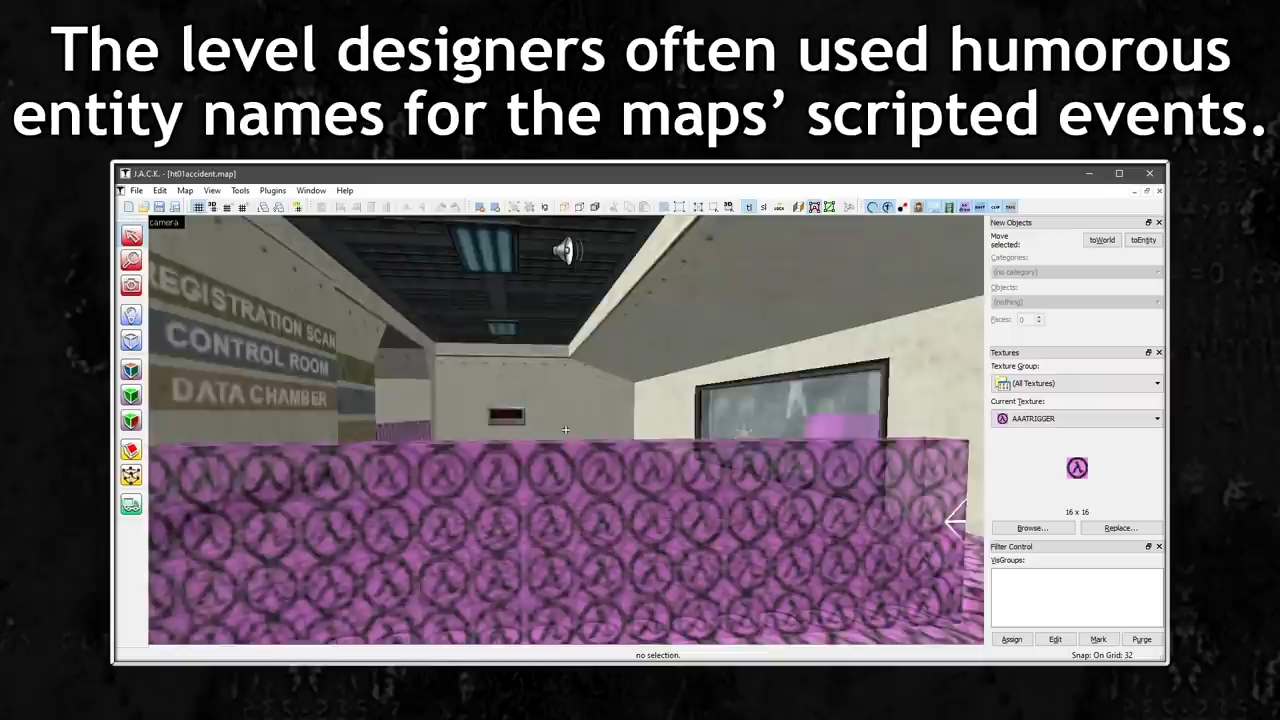 The level designers often used humorous
entity names for the maps’ scripted events.
J.A.C.K. - [ht01accident.map]
File Edit Map View Tools Plugins Window Help
camera
REGISTRATION SCAN
CONTROL ROOM
DATA CHAMBER
New Objects
Move
selected:
toWorld toEntity
Categories:
(no category)
Objects:
(nothing)
Faces: 0
Textures
Texture Group:
(All Textures)
Current Texture:
AAATRIGGER
16 x 16
Browse... Replace...
Filter Control
VisGroups:
Assign Edit Mark Purge
no selection. Snap: On Grid: 32